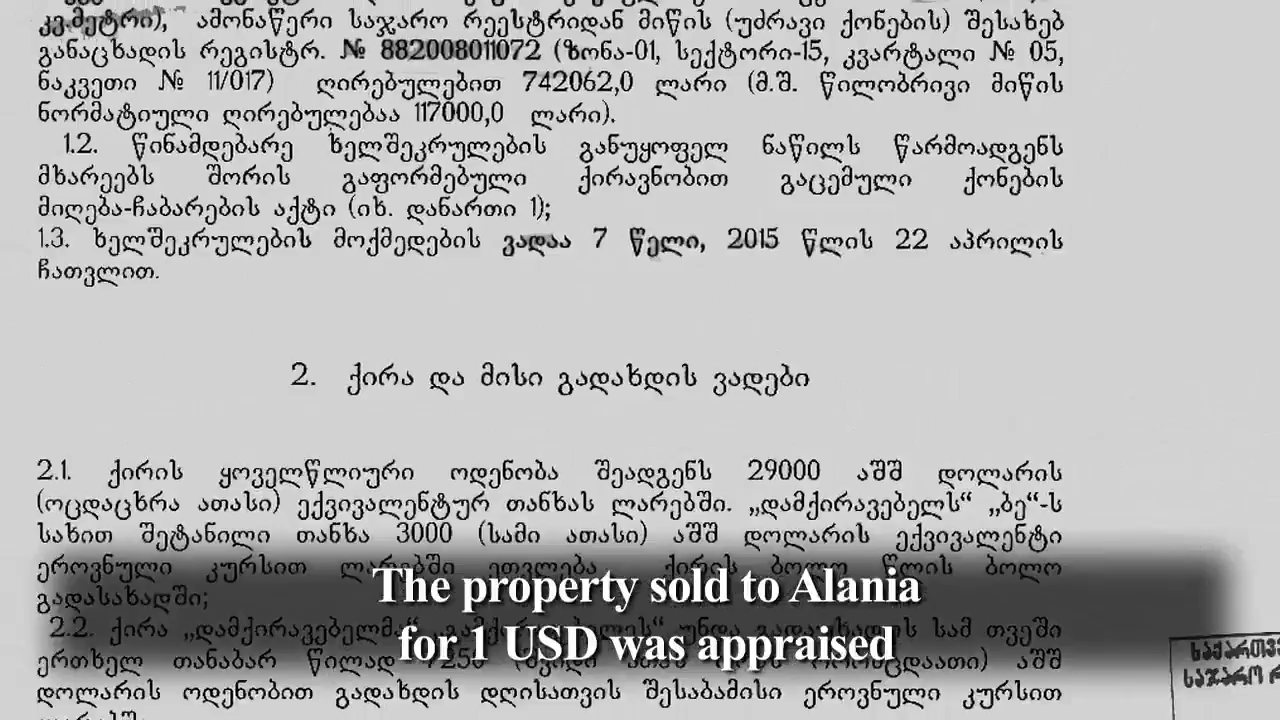 კვ.მეტრი), ამონაწერი საჯარო რეესტრიდან მიწის (უძრავი ქონების) შესახებ
განაცხადის რეგისტრ. № 882008011072 (ზონა-01, სექტორი-15, კვარტალი № 05,
ნაკვეთი № 11/017) ღირებულებით 742062,0 ლარი (მ.შ. წილობრივი მიწის
ნორმატიული ღირებულებაა 117000,0 ლარი).
1.2. წინამდებარე ხელშეკრულების განუყოფელ ნაწილს წარმოადგენს
მხარეებს შორის გაფორმებული ქირავნობით გაცემული ქონების
მიღება-ჩაბარების აქტი (იხ. დანართი 1);
1.3. ხელშეკრულების მოქმედების ვადაა 7 წელი, 2015 წლის 22 აპრილის
ჩათვლით.
2. ქირა და მისი გადახდის ვადები
2.1. ქირის ყოველწლიური ოდენობა შეადგენს 29000 აშშ დოლარის
(ოცდაცხრა ათასი) ექვივალენტურ თანხას ლარებში. „დამქირავებელს“ „ბე“-ს
სახით შეტანილი თანხა 3000 (სამი ათასი) აშშ დოლარის ექვივალენტი
ეროვნული კურსით ლარებში ეთვლება ქირის ბოლო წლის ბოლო
გადასახადში;
The property sold to Alania
for 1 USD was appraised
2.2. ქირა „დამქირავებელმა“ უნდა სამ თვეში
ერთხელ თანაბარ წილად 7250 აშშ
დოლარის ოდენობით გადახდის დღისათვის შესაბამისი ეროვნული კურსით